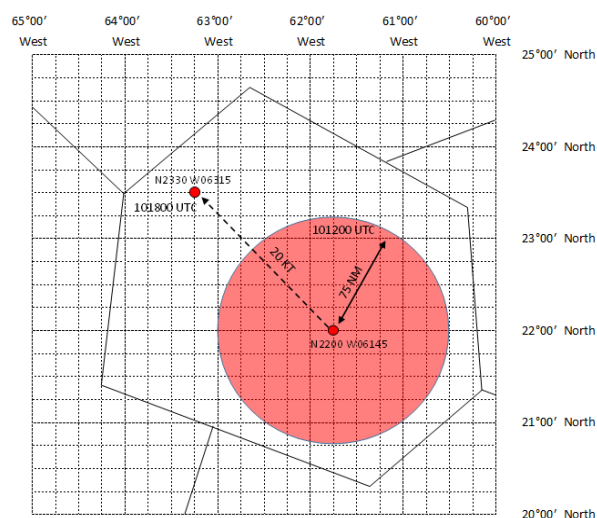 65°00' 64°00' 63°00' 62°00' 61°00' 60°00'
West West West West West West
25°00' North
24°00' North
N2330 W06315
101800 UTC
101200 UTC
23°00' North
20 KT
75 NM
22°00' North
N2200 W06145
21°00' North
20°00' North